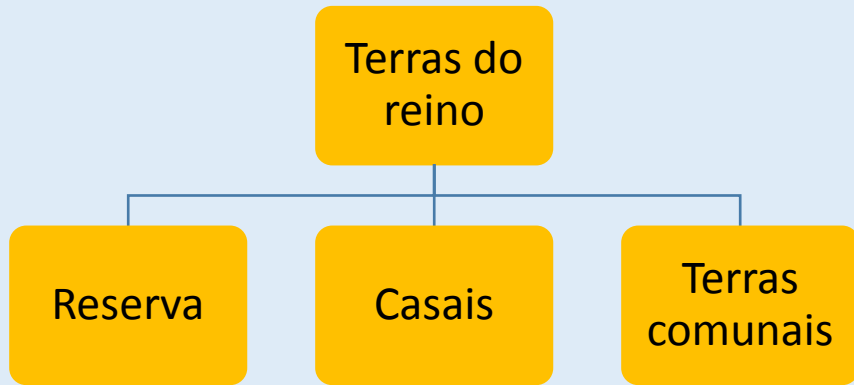 Terras do
reino
Reserva
Casais
Terras
comunais